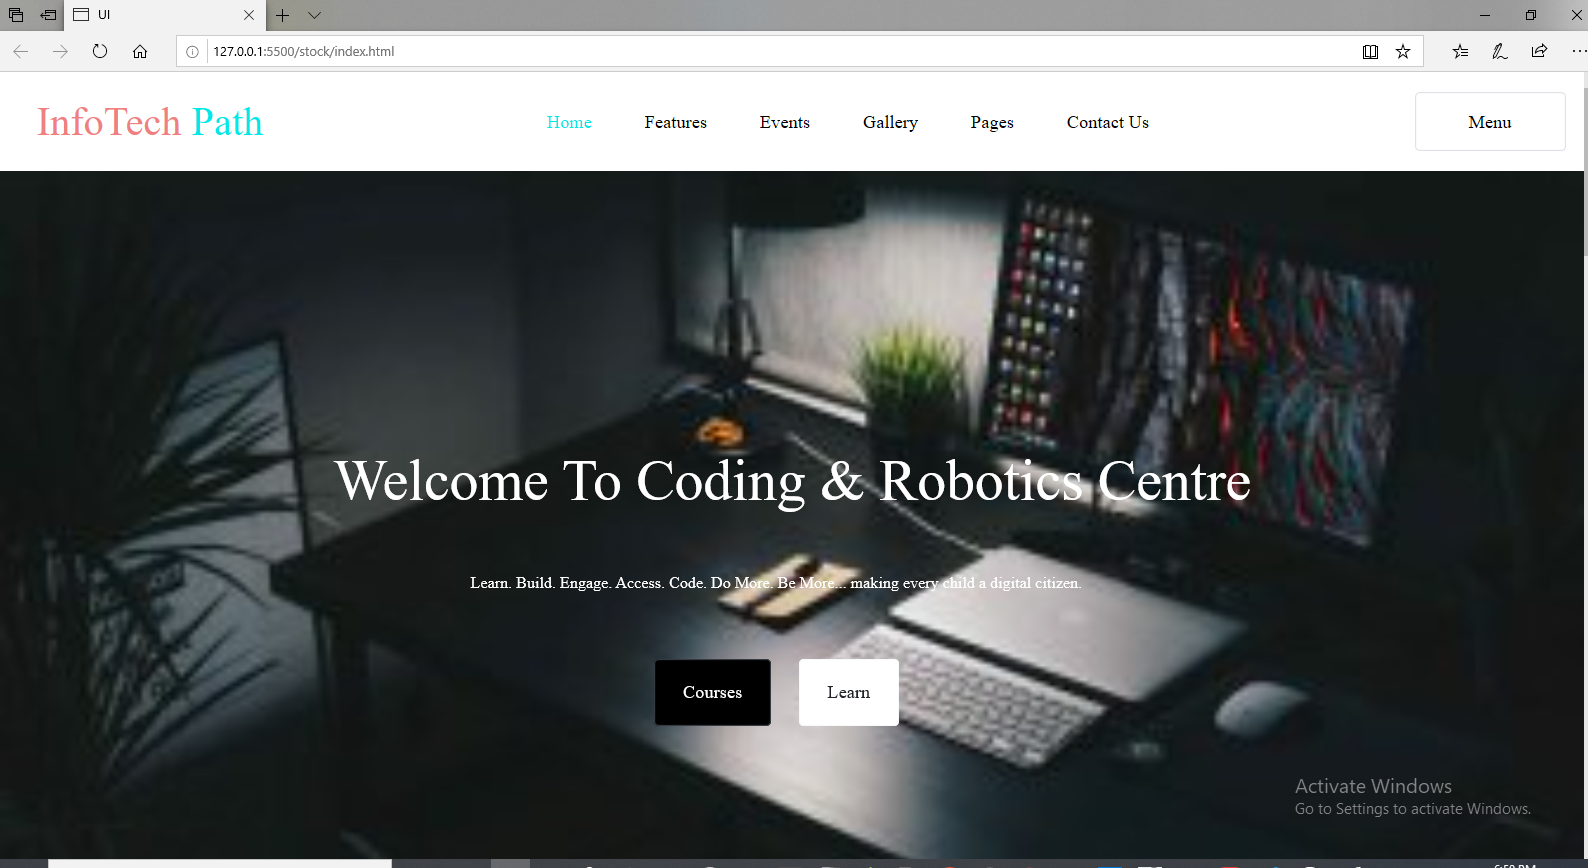 UI
127.0.0.1:5500/stock/index.html
InfoTech Path
Home Features Events Gallery Pages Contact Us Menu
Welcome To Coding & Robotics Centre
Learn. Build. Engage. Access. Code. Do More. Be More... making every child a digital citizen.
Courses Learn
Activate Windows
Go to Settings to activate Windows.